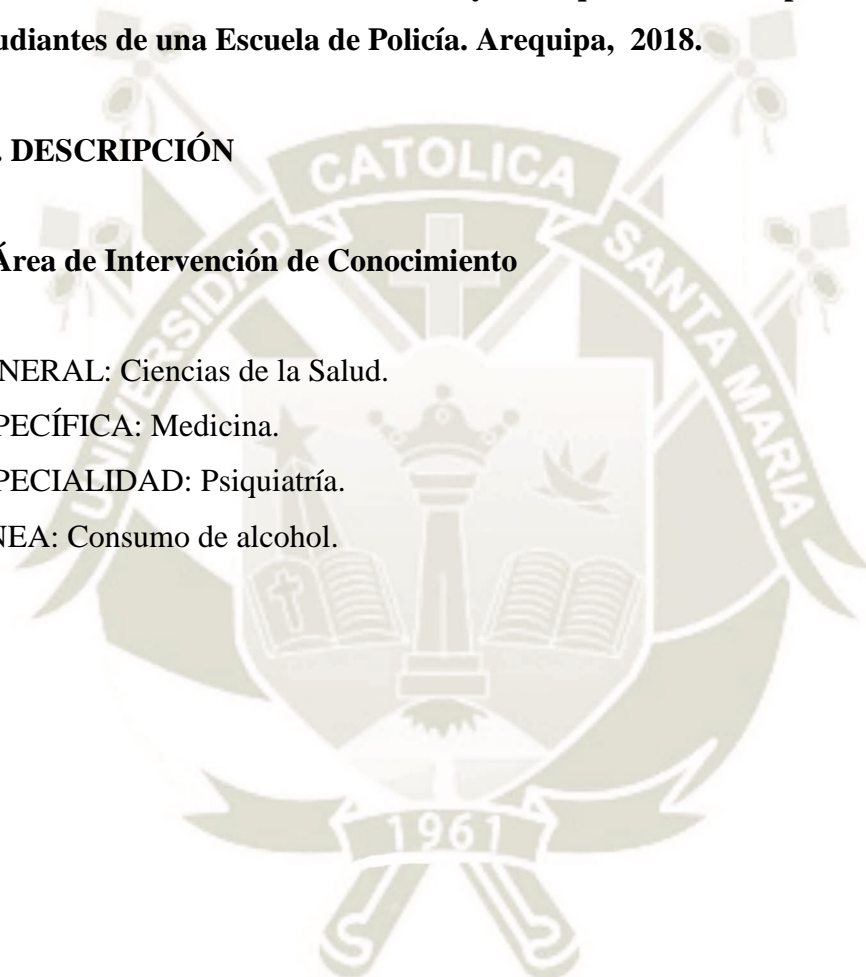 udiantes de una Escuela de Policía. Arequipa, 2018.
. DESCRIPCIÓN
Área de Intervención de Conocimiento
NERAL: Ciencias de la Salud.
PECÍFICA: Medicina.
PECIALIDAD: Psiquiatría.
NEA: Consumo de alcohol.
UNIVERSIDAD CATOLICA SANTA MARIA
1961